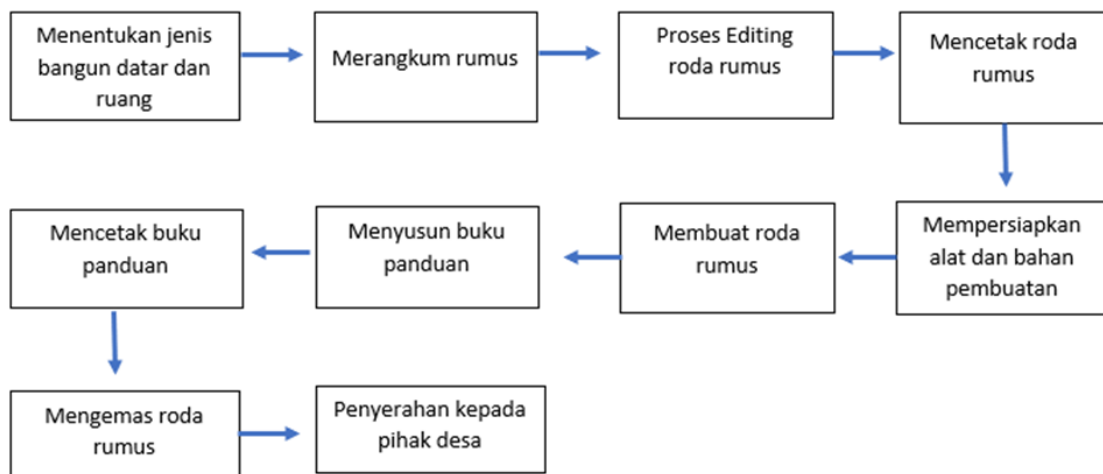 Menentukan jenis
bangun datar dan
ruang
Merangkum rumus
Proses Editing
roda rumus
Mencetak roda
rumus
Mempersiapkan
alat dan bahan
pembuatan
Membuat roda
rumus
Menyusun buku
panduan
Mencetak buku
panduan
Mengemas roda
rumus
Penyerahan kepada
pihak desa